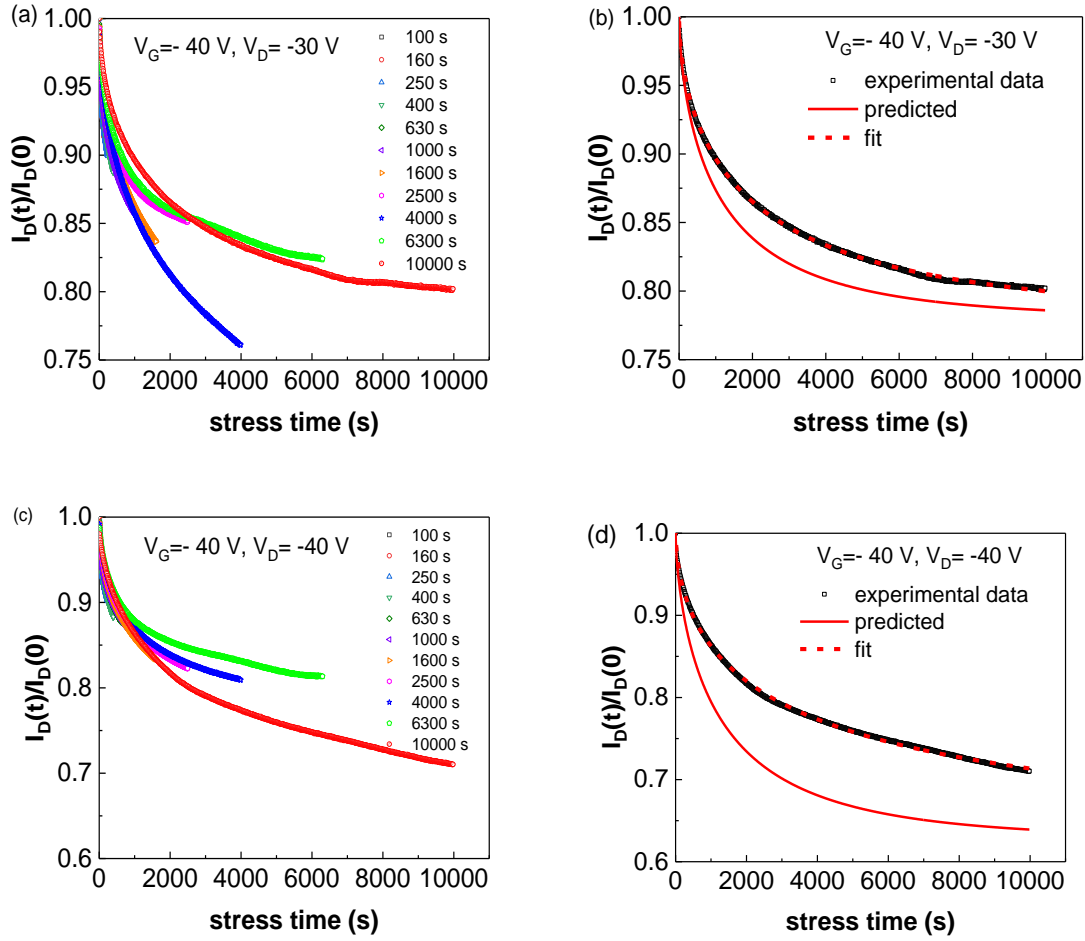 (a)
V_G=- 40 V, V_D= -30 V
100 s
160 s
250 s
400 s
630 s
1000 s
1600 s
2500 s
4000 s
6300 s
10000 s
I_D(t)/I_D(0)
1.00
0.95
0.90
0.85
0.80
0.75
0 2000 4000 6000 8000 10000
stress time (s)
(b)
V_G=- 40 V, V_D= -30 V
experimental data
predicted
fit
I_D(t)/I_D(0)
1.00
0.95
0.90
0.85
0.80
0.75
0 2000 4000 6000 8000 10000
stress time (s)
(c)
V_G=- 40 V, V_D= -40 V
100 s
160 s
250 s
400 s
630 s
1000 s
1600 s
2500 s
4000 s
6300 s
10000 s
I_D(t)/I_D(0)
1.0
0.9
0.8
0.7
0.6
0 2000 4000 6000 8000 10000
stress time (s)
(d)
V_G=- 40 V, V_D= -40 V
experimental data
predicted
fit
I_D(t)/I_D(0)
1.0
0.9
0.8
0.7
0.6
0 2000 4000 6000 8000 10000
stress time (s)